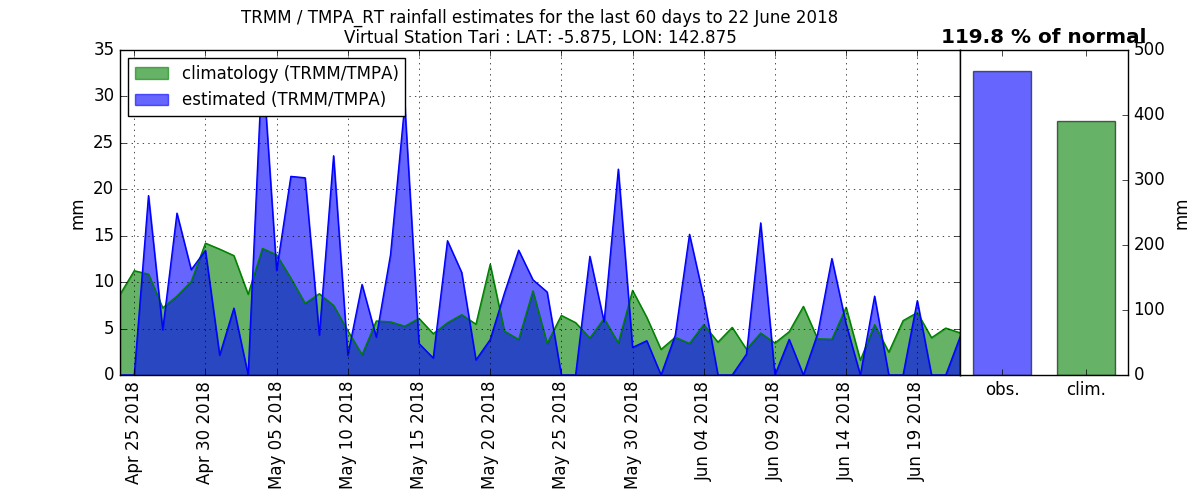 TRMM / TMPA_RT rainfall estimates for the last 60 days to 22 June 2018
Virtual Station Tari : LAT: -5.875, LON: 142.875
119.8 % of normal
climatology (TRMM/TMPA)
estimated (TRMM/TMPA)
35
30
25
20
15
10
5
0
mm
Apr 25 2018
Apr 30 2018
May 05 2018
May 10 2018
May 15 2018
May 20 2018
May 25 2018
May 30 2018
Jun 04 2018
Jun 09 2018
Jun 14 2018
Jun 19 2018
obs.
clim.
500
400
300
200
100
0
mm